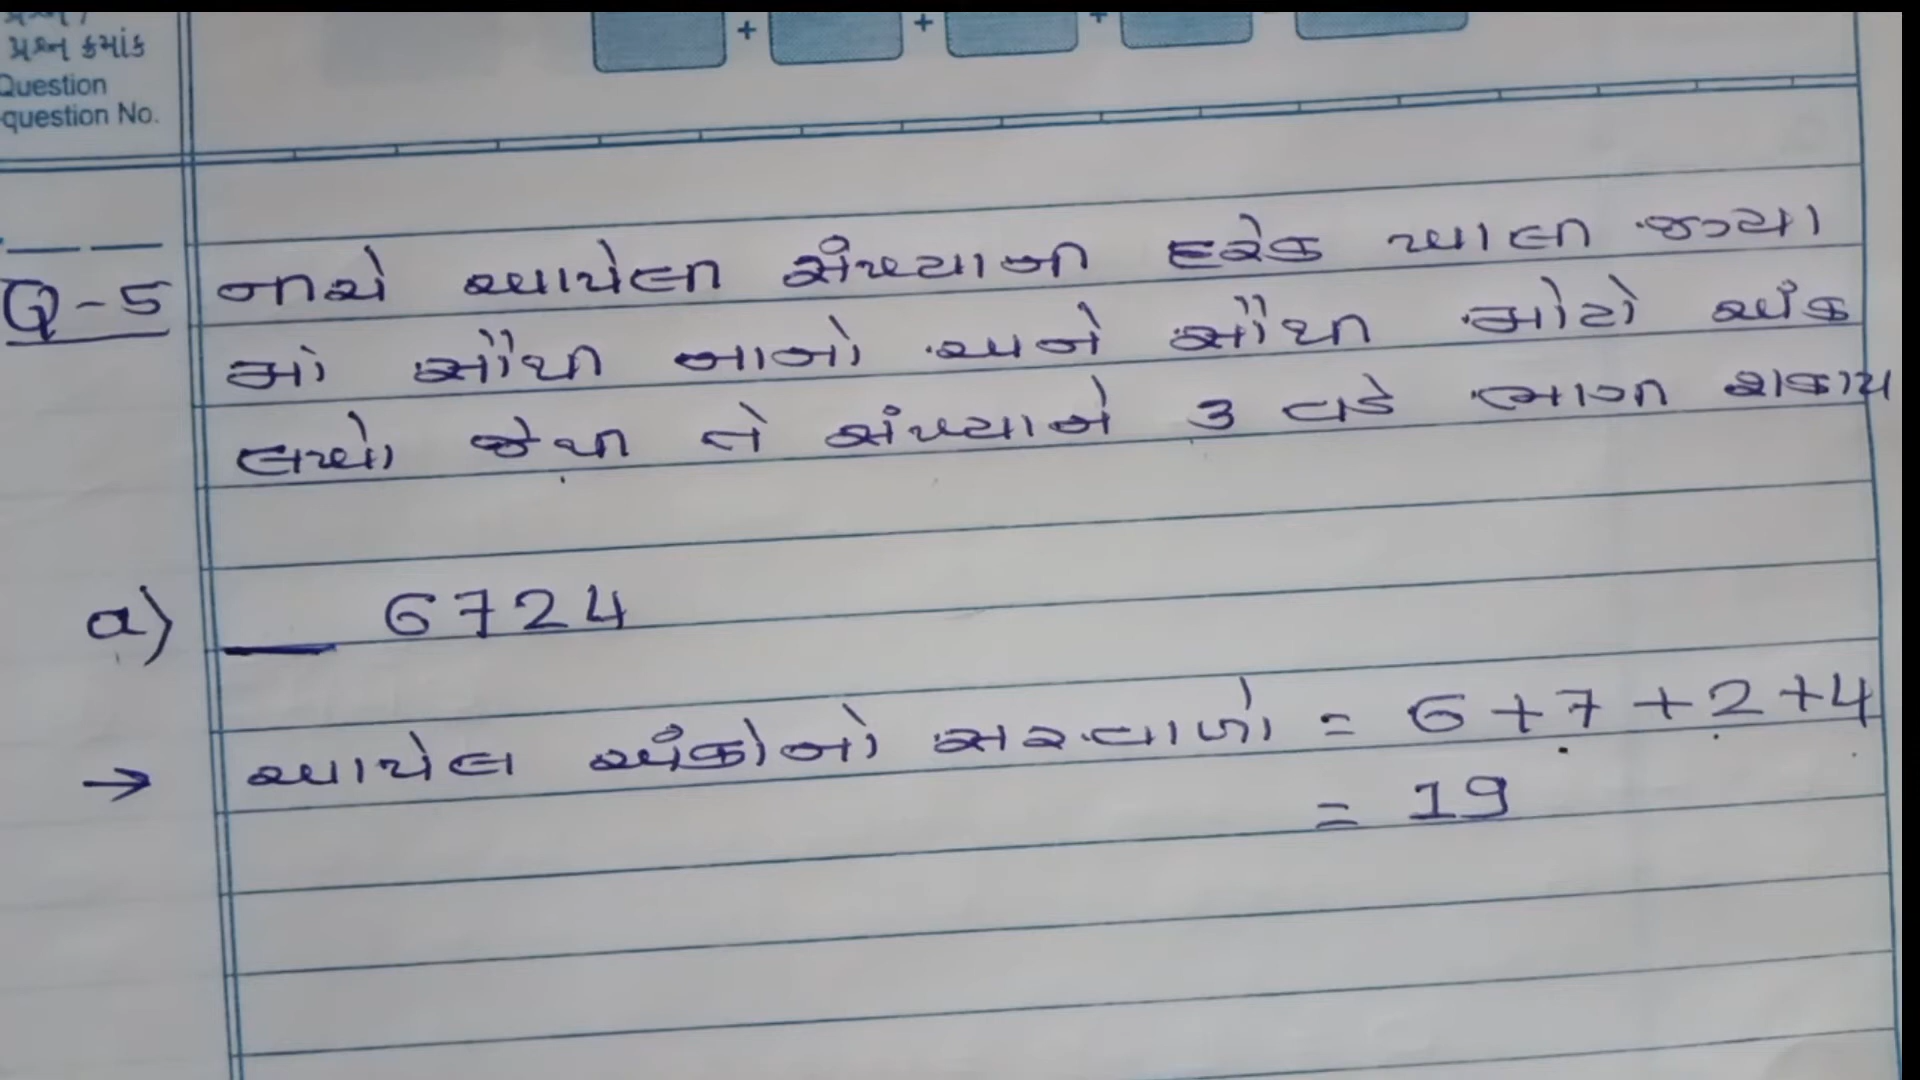 પ્રશ્ન ક્રમાંક
Question
question No.
+ + +
Q-5 નીચે આપેલી સંખ્યાની દરેક ખાલી જગ્યા
માં સૌથી નાનો અને સૌથી મોટો અંક
લખો જેથી તે સંખ્યાને 3 વડે ભાગી શકાય
a) __ 6724
→ આપેલ અંકોનો સરવાળો = 6+7+2+4
= 19